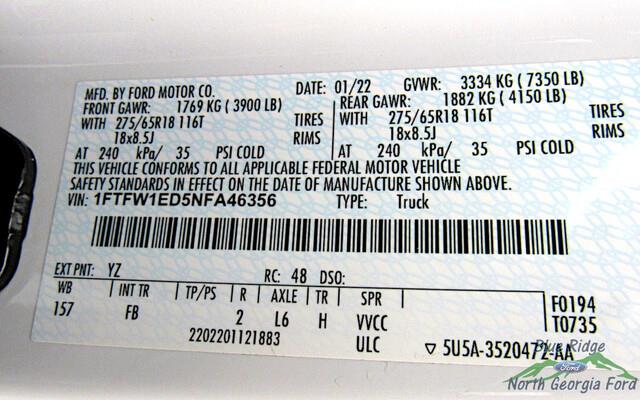 MFD. BY FORD MOTOR CO. DATE: 01/22 GVWR: 3334 KG (7350 LB)
FRONT GAWR: 1769 KG (3900 LB) REAR GAWR: 1882 KG (4150 LB)
WITH 275/65R18 116T TIRES WITH 275/65R18 116T TIRES
18x8.5J RIMS 18x8.5J RIMS
AT 240 kPa/ 35 PSI COLD AT 240 kPa/ 35 PSI COLD
THIS VEHICLE CONFORMS TO ALL APPLICABLE FEDERAL MOTOR VEHICLE
SAFETY STANDARDS IN EFFECT ON THE DATE OF MANUFACTURE SHOWN ABOVE.
VIN: 1FTFW1ED5NFA46356 TYPE: Truck
EXT PNT: YZ RC: 48 DSO:
WB INT TR TP/PS R AXLE TR SPR F0194
157 FB 2 L6 H VVCC T0735
2202201121883 ULC ▽ 5U5A-3520472-AA
Blue Ridge
Ford
North Georgia Ford